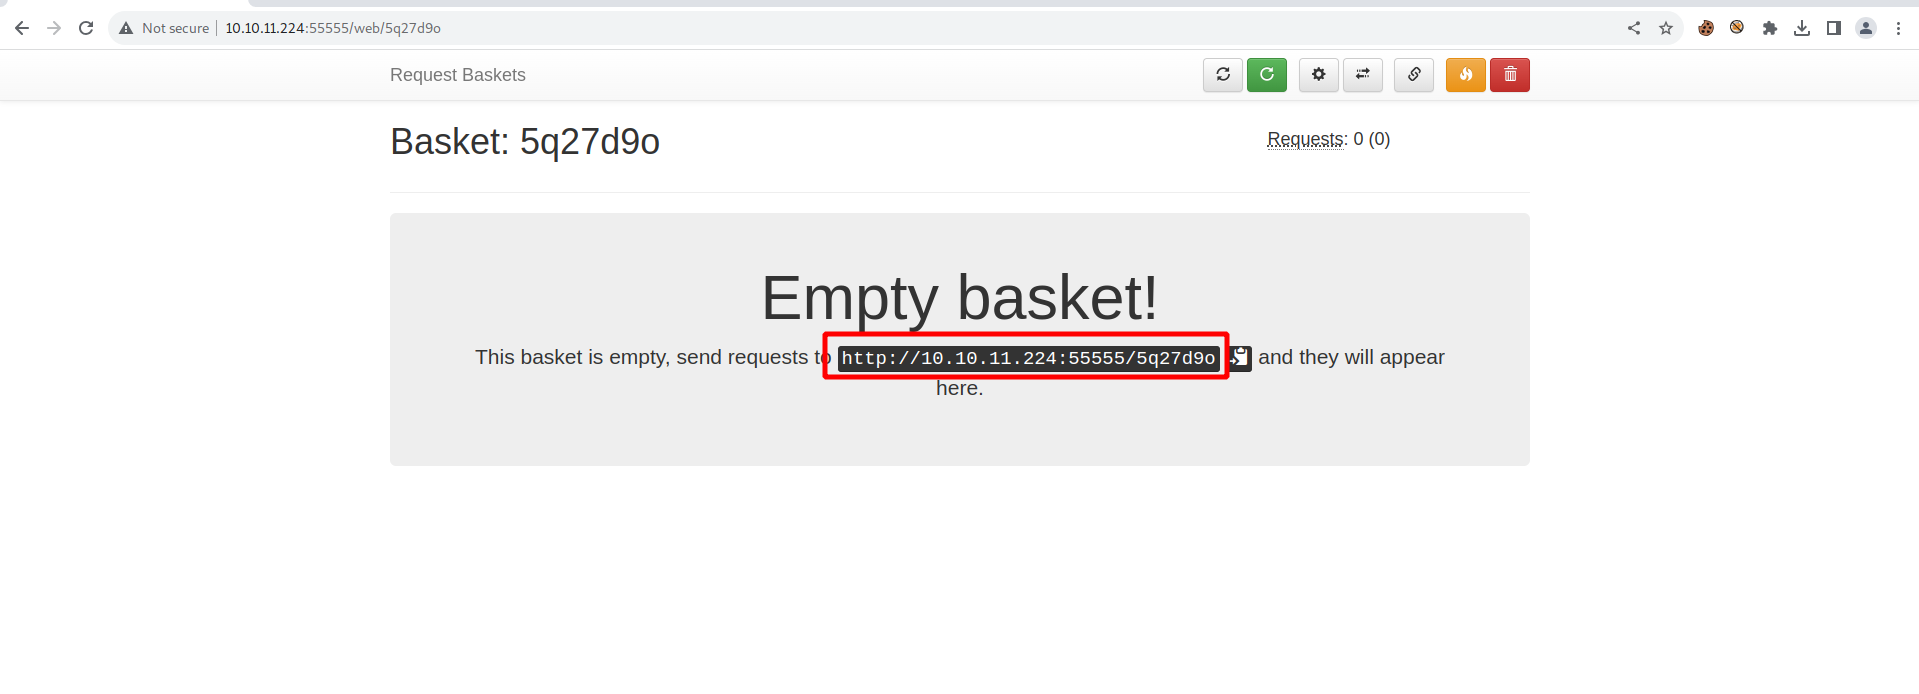 Not secure 10.10.11.224:55555/web/5q27d9o
Request Baskets
Basket: 5q27d9o
Requests: 0 (0)
Empty basket!
This basket is empty, send requests to http://10.10.11.224:55555/5q27d9o and they will appear
here.